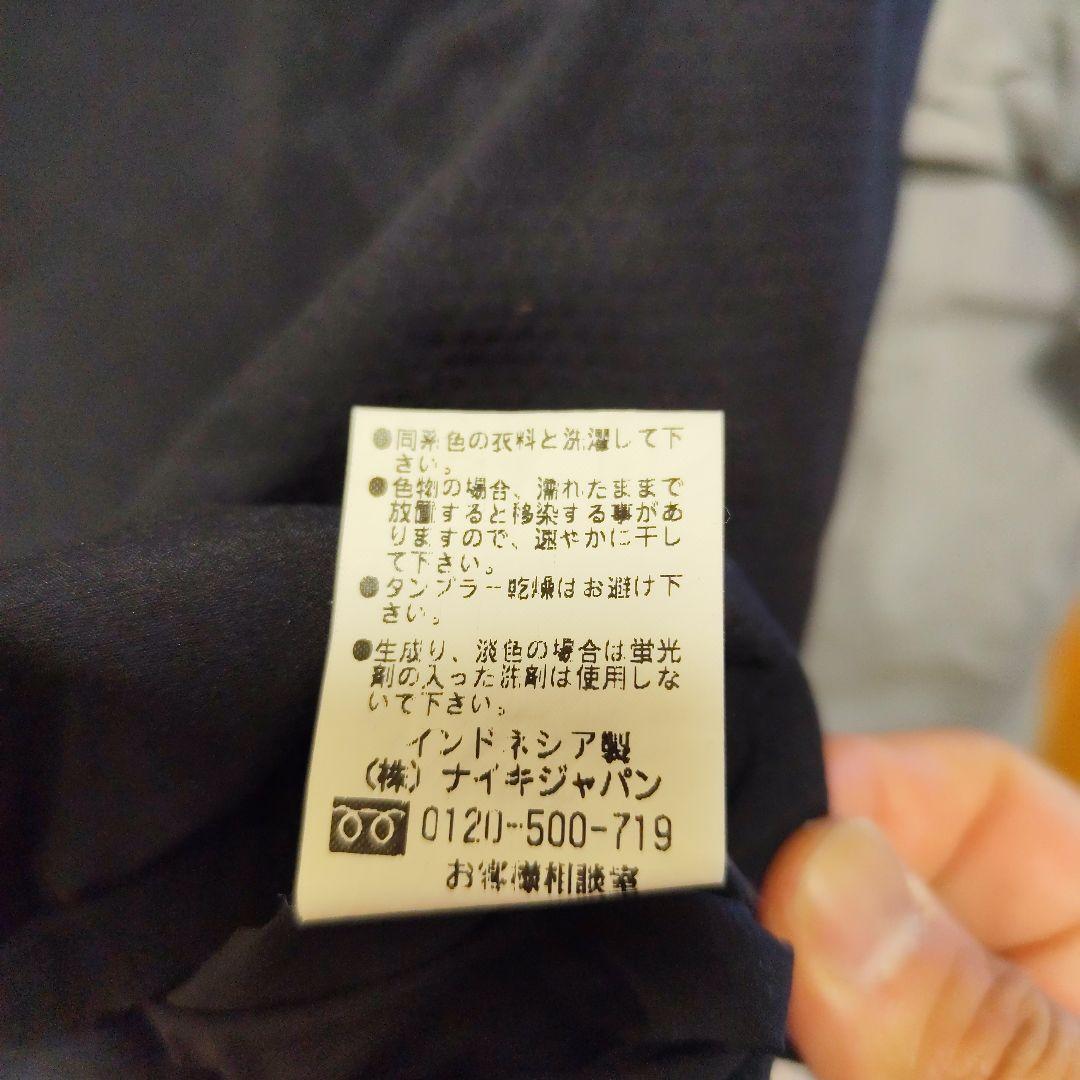 ●同系色の衣料と洗濯して下
さい。
●色物の場合、濡れたままで
放置すると移染する事があ
りますので、速やかに干し
て下さい。
●タンブラー乾燥はお避け下
さい。
●生成り、淡色の場合は蛍光
剤の入った洗剤は使用しな
いで下さい。
インドネシア製
(株)ナイキジャパン
0120-500-719
お客様相談室